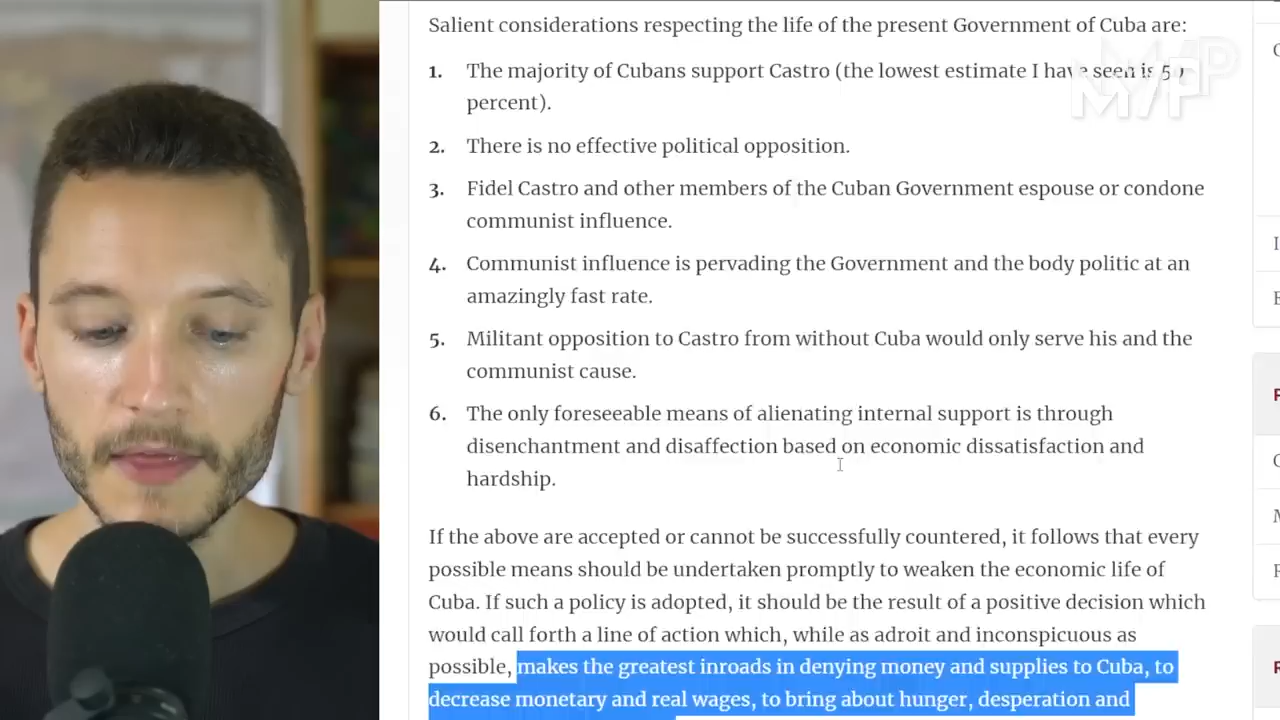 Salient considerations respecting the life of the present Government of Cuba are:
1. The majority of Cubans support Castro (the lowest estimate I have seen is 50
percent).
2. There is no effective political opposition.
3. Fidel Castro and other members of the Cuban Government espouse or condone
communist influence.
4. Communist influence is pervading the Government and the body politic at an
amazingly fast rate.
5. Militant opposition to Castro from without Cuba would only serve his and the
communist cause.
6. The only foreseeable means of alienating internal support is through
disenchantment and disaffection based on economic dissatisfaction and
hardship.
If the above are accepted or cannot be successfully countered, it follows that every
possible means should be undertaken promptly to weaken the economic life of
Cuba. If such a policy is adopted, it should be the result of a positive decision which
would call forth a line of action which, while as adroit and inconspicuous as
possible, makes the greatest inroads in denying money and supplies to Cuba, to
decrease monetary and real wages, to bring about hunger, desperation and